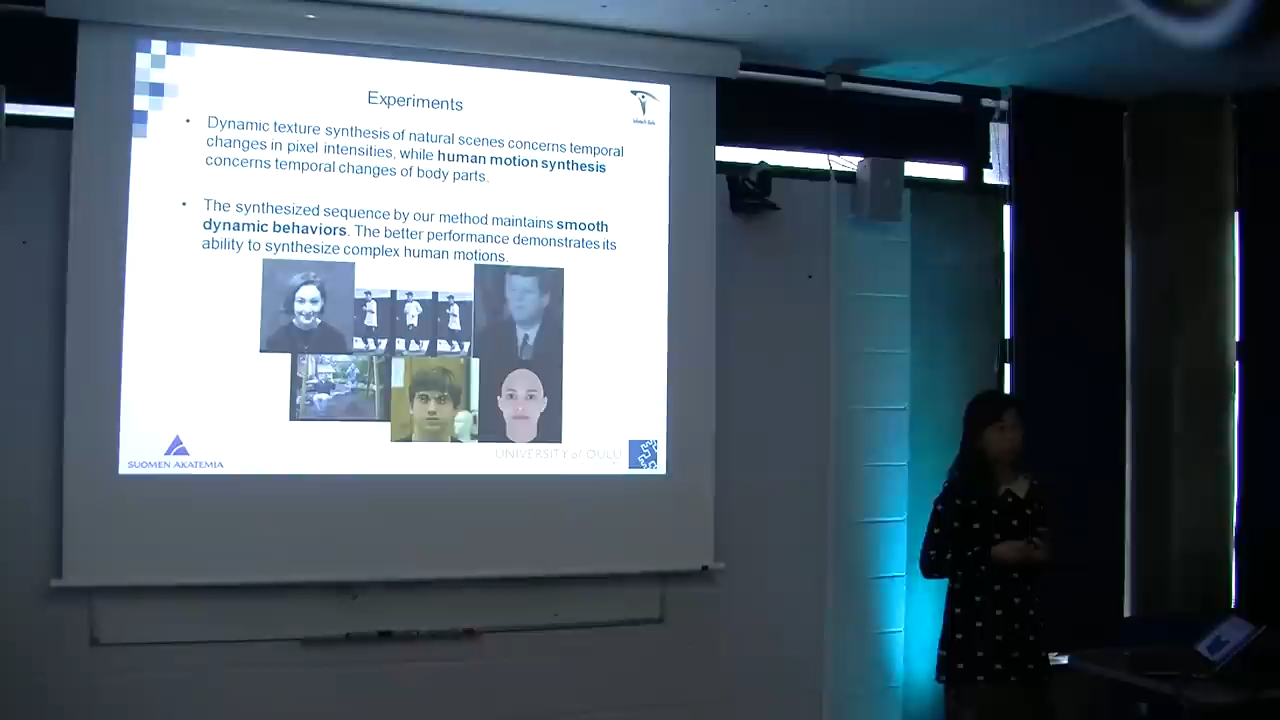 Experiments
• Dynamic texture synthesis of natural scenes concerns temporal
changes in pixel intensities, while human motion synthesis
concerns temporal changes of body parts.
• The synthesized sequence by our method maintains smooth
dynamic behaviors. The better performance demonstrates its
ability to synthesize complex human motions.
SUOMEN AKATEMIA
UNIVERSITY of OULU